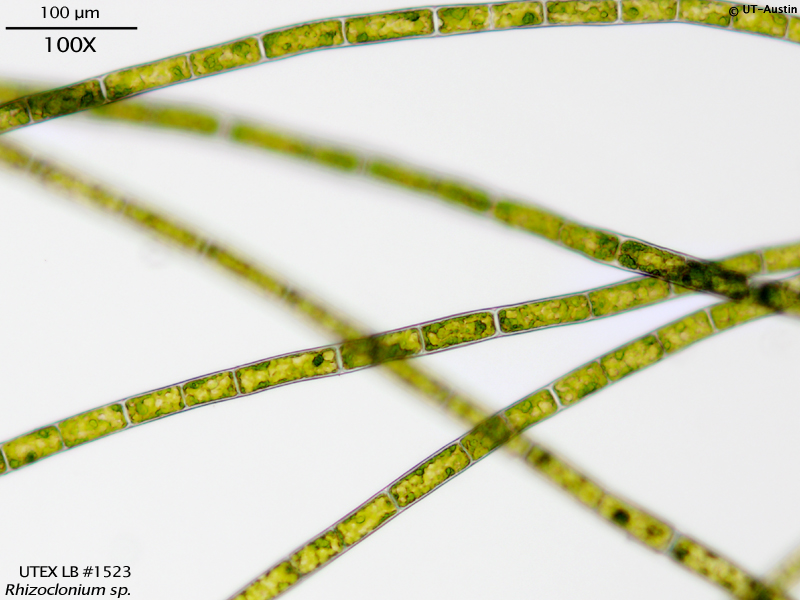 100 µm
100X
© UT-Austin
UTEX LB #1523
Rhizoclonium sp.